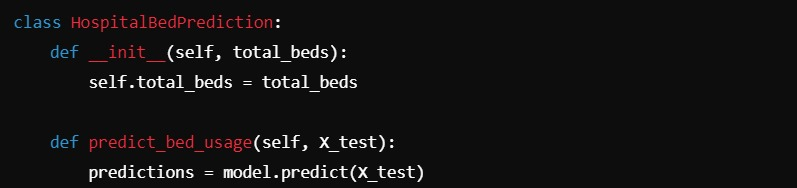 class HospitalBedPrediction:
    def __init__(self, total_beds):
        self.total_beds = total_beds
    def predict_bed_usage(self, X_test):
        predictions = model.predict(X_test)